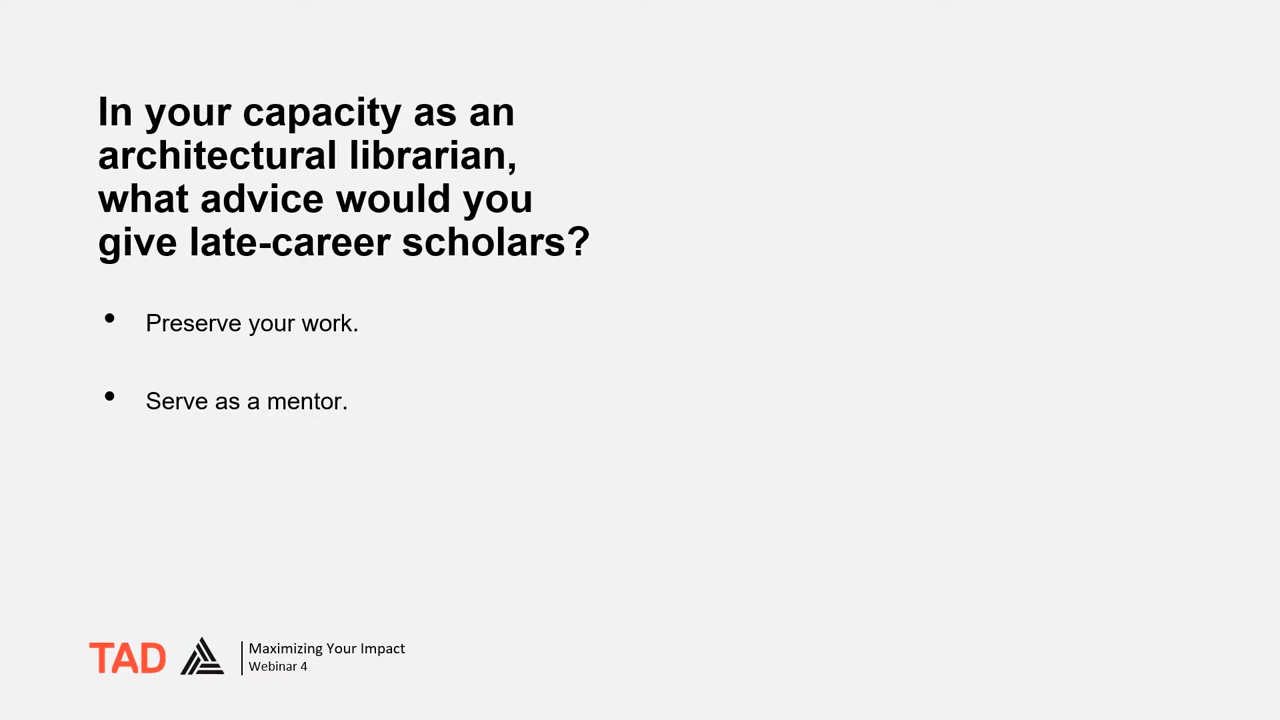 In your capacity as an
architectural librarian,
what advice would you
give late-career scholars?
• Preserve your work.
• Serve as a mentor.
TAD
Maximizing Your Impact
Webinar 4